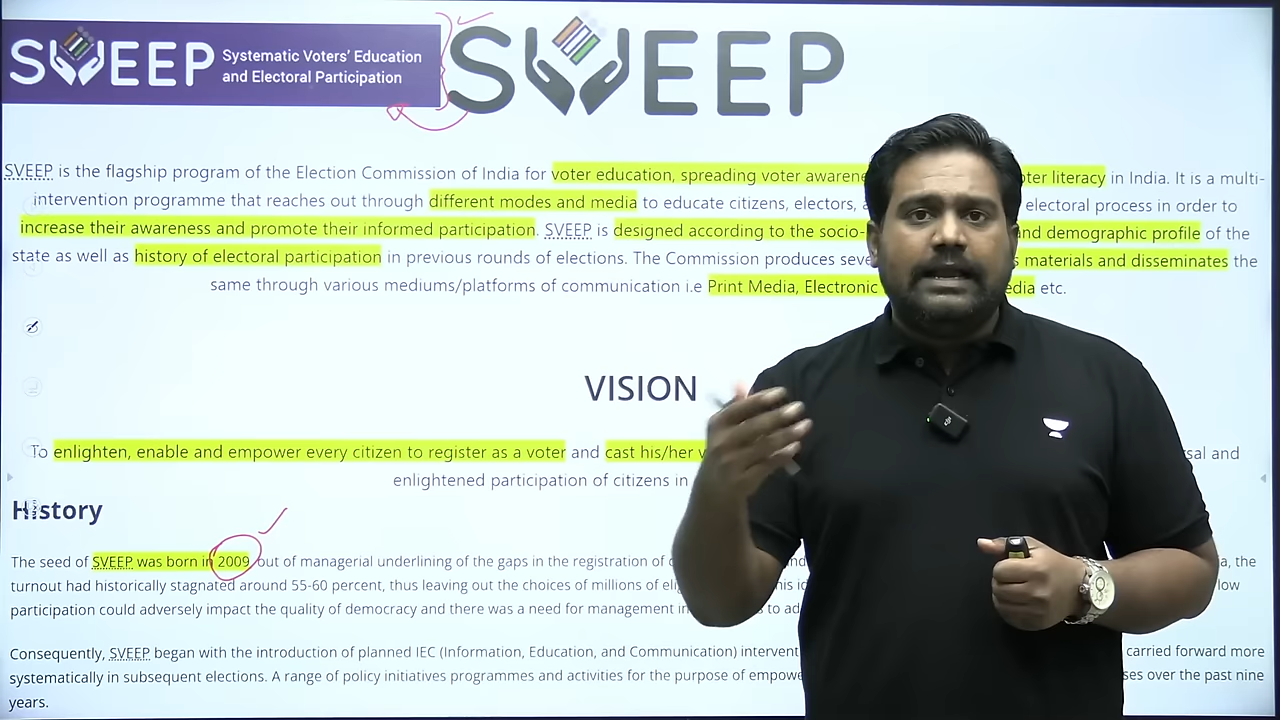 SVEEP
Systematic Voters' Education
and Electoral Participation
SVEEP
SVEEP is the flagship program of the Election Commission of India for voter education, spreading voter awarene oter literacy in India. It is a multi-
intervention programme that reaches out through different modes and media to educate citizens, electors, a electoral process in order to
increase their awareness and promote their informed participation. SVEEP is designed according to the socio- and demographic profile of the
state as well as history of electoral participation in previous rounds of elections. The Commission produces seve s materials and disseminates the
same through various mediums/platforms of communication i.e Print Media, Electronic edia etc.
VISION
To enlighten, enable and empower every citizen to register as a voter and cast his/her v sal and
enlightened participation of citizens in
History
The seed of SVEEP was born in 2009 out of managerial underlining of the gaps in the registration of a, the
turnout had historically stagnated around 55-60 percent, thus leaving out the choices of millions of eli his i low
participation could adversely impact the quality of democracy and there was a need for management in s to ad
Consequently, SVEEP began with the introduction of planned IEC (Information, Education, and Communication) intervent carried forward more
systematically in subsequent elections. A range of policy initiatives programmes and activities for the purpose of empowe ses over the past nine
years.